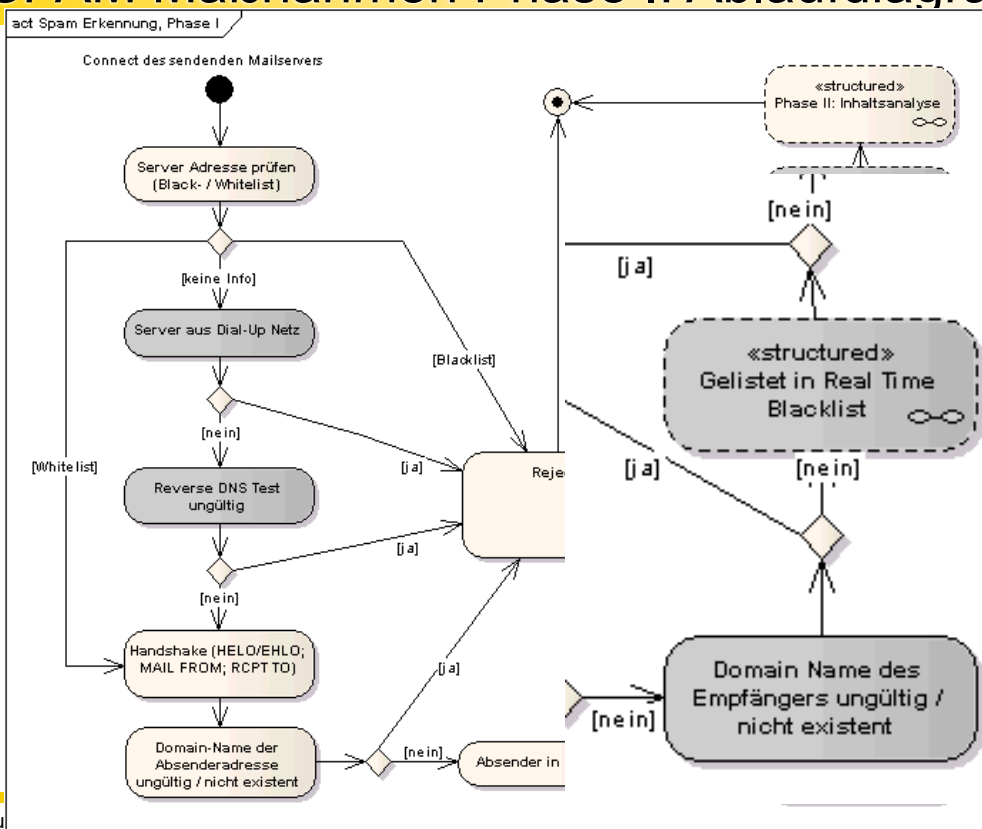 Maßnahmen Phase I:
act Spam Erkennung, Phase I
Connect des sendenden Mailservers
Server Adresse prüfen
(Black- / Whitelist)
[keine Info]
Server aus Dial-Up Netz
[Blacklist]
[nein]
[ja]
[Whitelist]
Reverse DNS Test
ungültig
[ja]
[nein]
Handshake (HELO/EHLO;
MAIL FROM; RCPT TO)
[ja]
Domain-Name der
Absenderadresse
ungültig / nicht existent
[nein]
Absender in
«structured»
Phase II: Inhaltsanalyse
[nein]
[ja]
«structured»
Gelistet in Real Time
Blacklist
[ja]
[nein]
Domain Name des
Empfängers ungültig /
nicht existent
[nein]